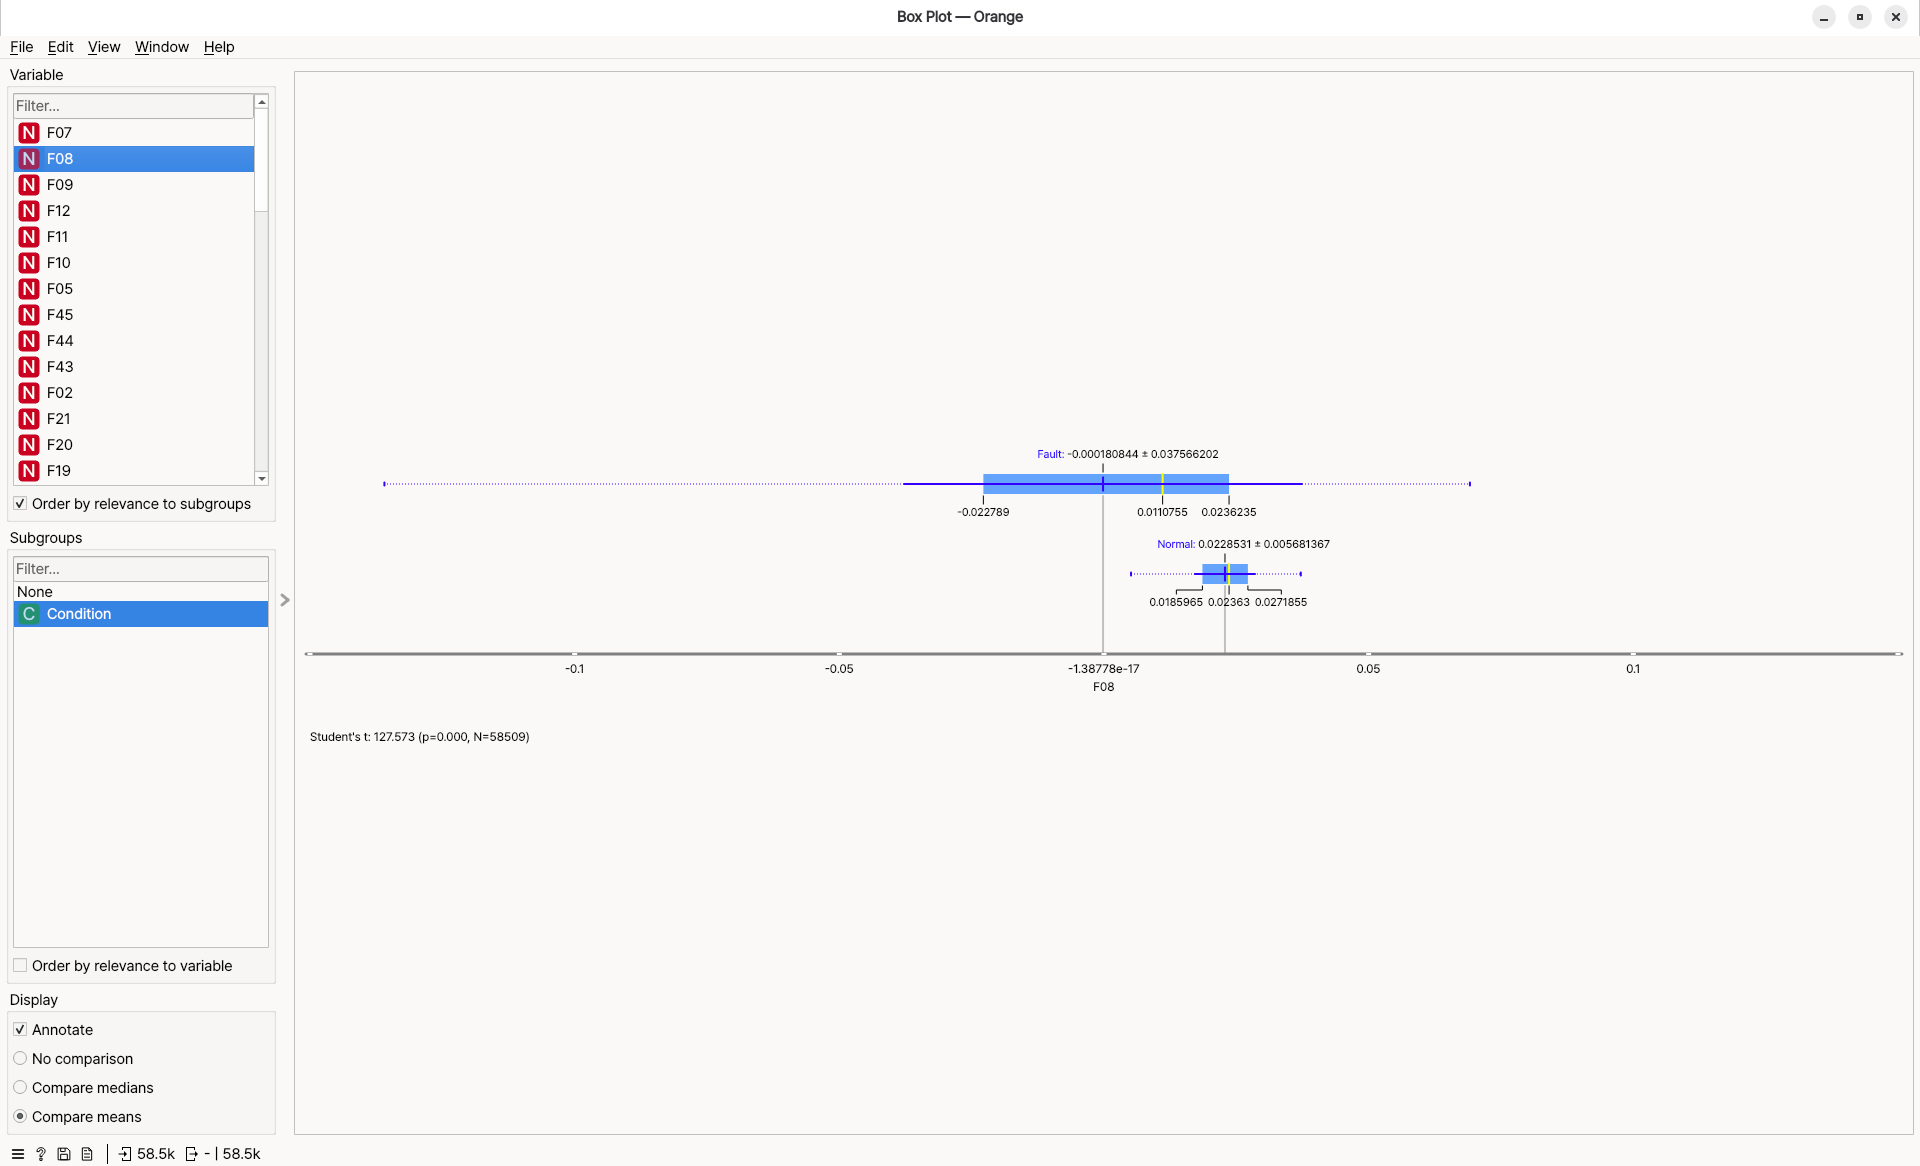 Box Plot — Orange
File Edit View Window Help
Variable
Filter...
N F07
N F08
N F09
N F12
N F11
N F10
N F05
N F45
N F44
N F43
N F02
N F21
N F20
N F19
Order by relevance to subgroups
Subgroups
Filter...
None
C Condition
Order by relevance to variable
Display
Annotate
No comparison
Compare medians
Compare means
58.5k - | 58.5k
Fault: -0.000180844 ± 0.037566202
-0.022789 0.0110755 0.0236235
Normal: 0.0228531 ± 0.005681367
0.0185965 0.02363 0.0271855
-0.1 -0.05 -1.38778e-17 0.05 0.1
F08
Student's t: 127.573 (p=0.000, N=58509)